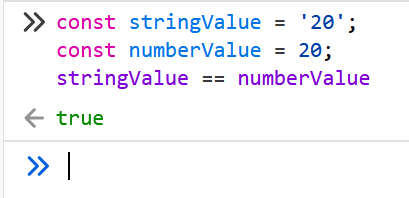 const stringValue = '20';
const numberValue = 20;
stringValue == numberValue
true